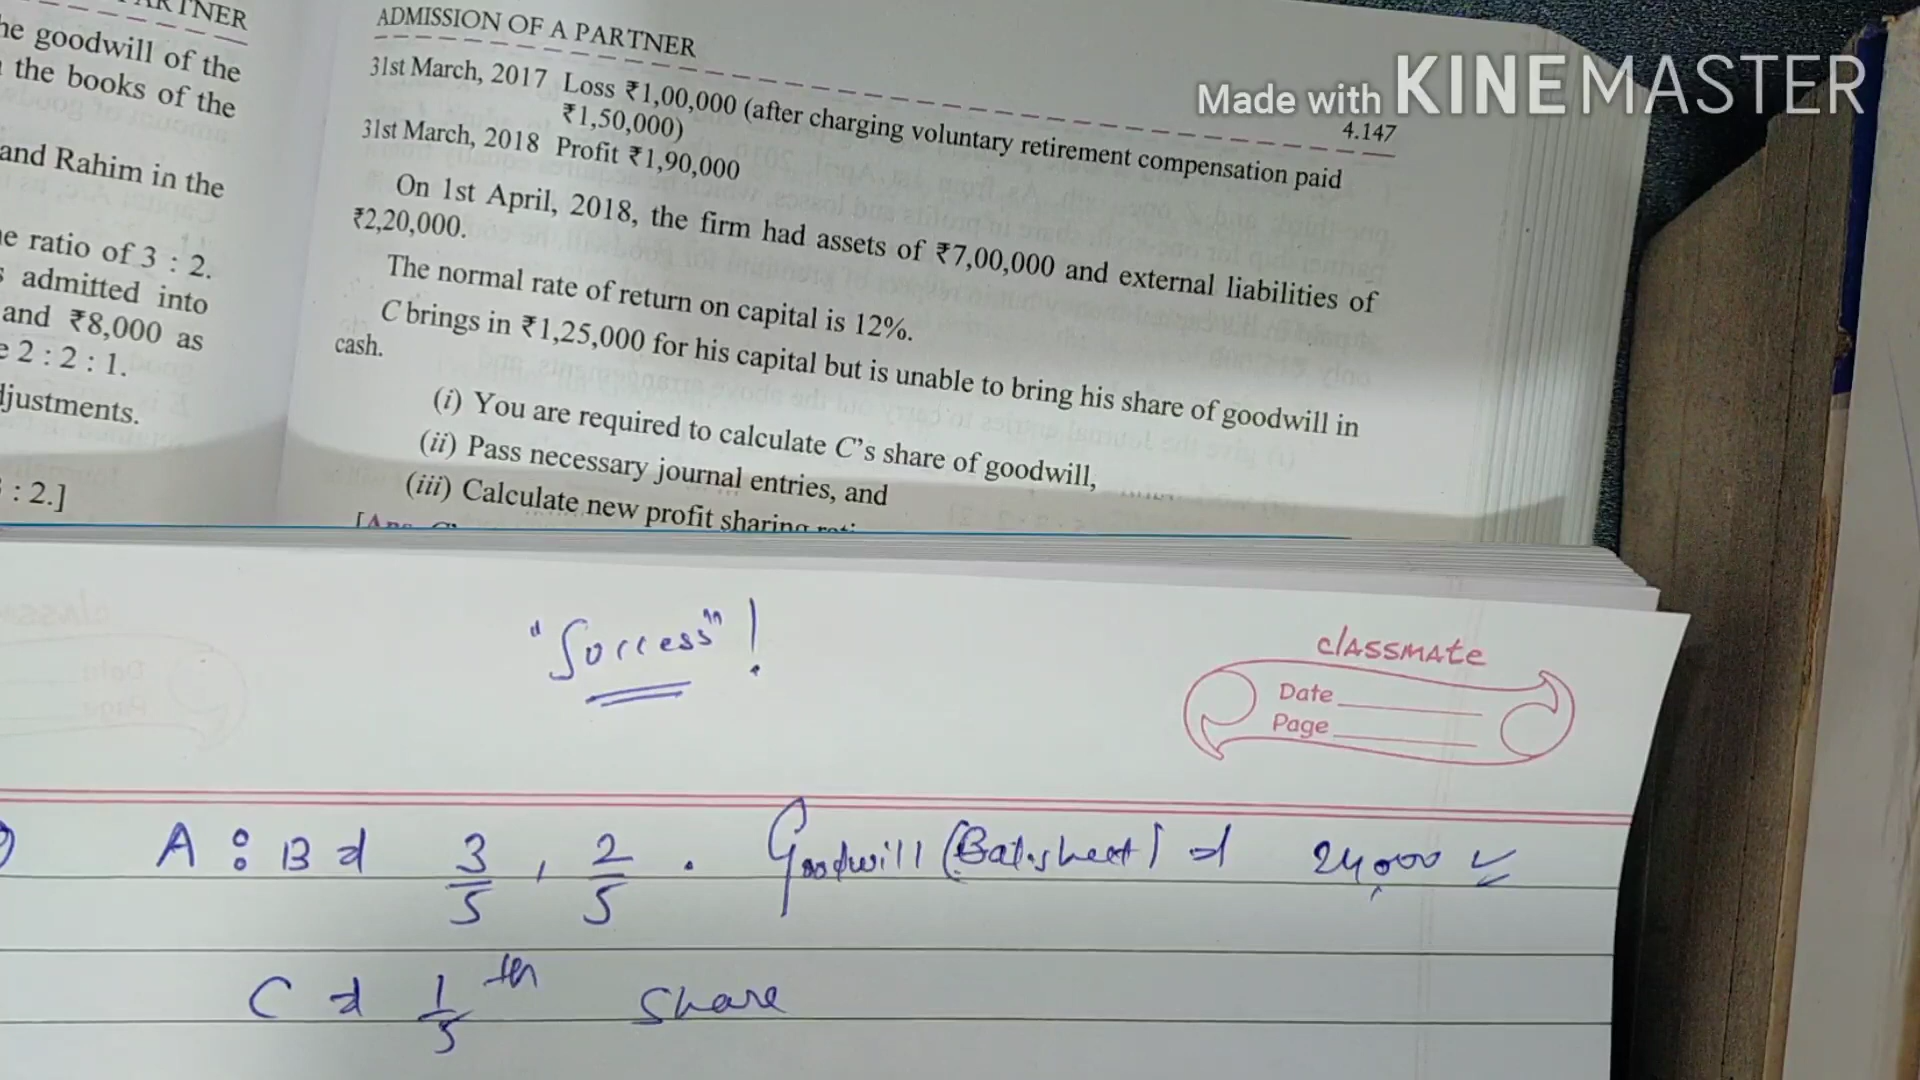 PARTNER
he goodwill of the
the books of the
and Rahim in the
e ratio of 3 : 2.
s admitted into
and ₹8,000 as
e 2 : 2 : 1.
djustments.
: 2.]
ADMISSION OF A PARTNER
4.147
31st March, 2017 Loss ₹1,00,000 (after charging voluntary retirement compensation paid
₹1,50,000)
31st March, 2018 Profit ₹1,90,000
On 1st April, 2018, the firm had assets of ₹7,00,000 and external liabilities of
₹2,20,000.
The normal rate of return on capital is 12%.
C brings in ₹1,25,000 for his capital but is unable to bring his share of goodwill in
cash.
(i) You are required to calculate C's share of goodwill,
(ii) Pass necessary journal entries, and
(iii) Calculate new profit sharing
Made with KINEMASTER
"Success" !
classmate
Date
Page
A : B 3/5 , 2/5 . Goodwill (Bal.sheet) 24,000
C 1/5 th Share